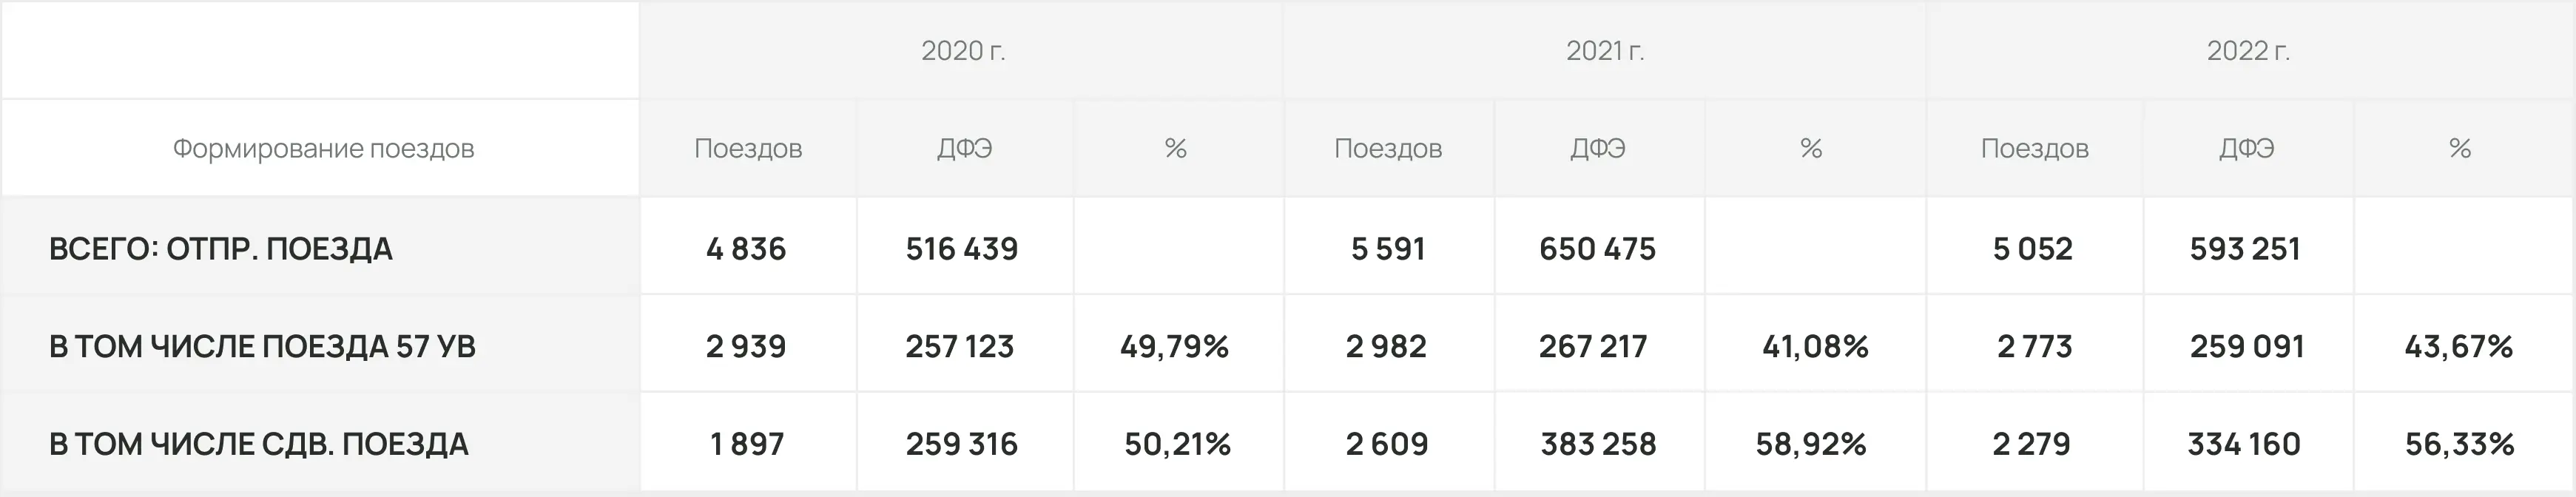 2020 г. 2021 г. 2022 г.
Формирование поездов Поездов ДФЭ % Поездов ДФЭ % Поездов ДФЭ %
ВСЕГО: ОТПР. ПОЕЗДА 4 836 516 439 5 591 650 475 5 052 593 251
В ТОМ ЧИСЛЕ ПОЕЗДА 57 УВ 2 939 257 123 49,79% 2 982 267 217 41,08% 2 773 259 091 43,67%
В ТОМ ЧИСЛЕ СДВ. ПОЕЗДА 1 897 259 316 50,21% 2 609 383 258 58,92% 2 279 334 160 56,33%